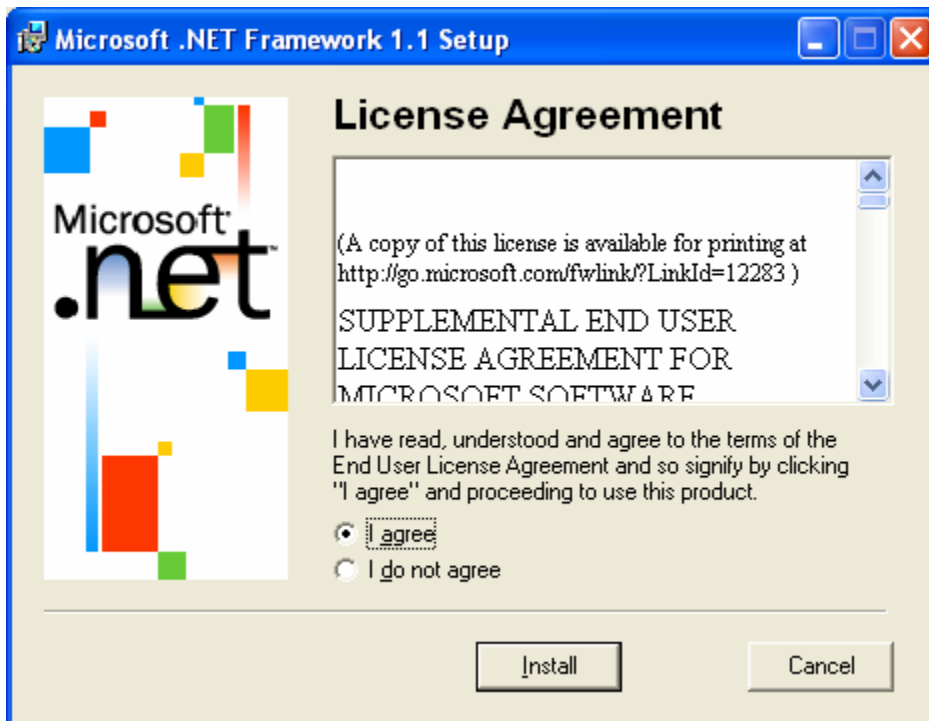 Microsoft .NET Framework 1.1 Setup
License Agreement
Microsoft
.net
(A copy of this license is available for printing at
http://go.microsoft.com/fwlink/?LinkId=12283 )
SUPPLEMENTAL END USER
LICENSE AGREEMENT FOR
MICROSOFT SOFTWARE
I have read, understood and agree to the terms of the
End User License Agreement and so signify by clicking
"I agree" and proceeding to use this product.
I agree
I do not agree
Install
Cancel